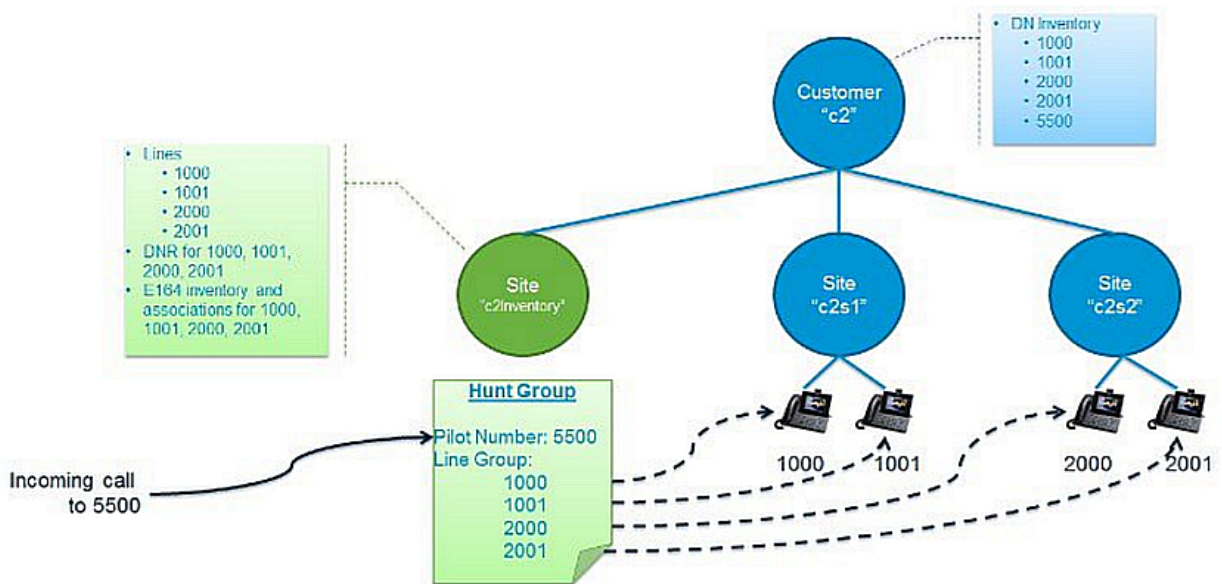 Customer
"c2"
• DN Inventory
• 1000
• 1001
• 2000
• 2001
• 5500
• Lines
• 1000
• 1001
• 2000
• 2001
• DNR for 1000, 1001,
2000, 2001
• E164 inventory and
associations for 1000,
1001, 2000, 2001
Site
"c2Inventory"
Site
"c2s1"
Site
"c2s2"
Hunt Group
Pilot Number: 5500
Line Group:
1000
1001
2000
2001
Incoming call
to 5500
1000
1001
2000
2001